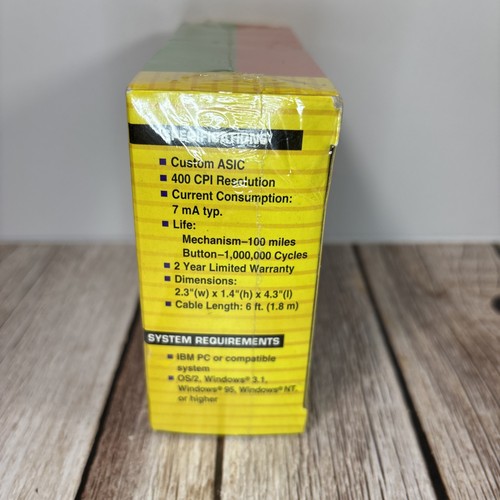 SPECIFICATIONS
■ Custom ASIC
■ 400 CPI Resolution
■ Current Consumption:
7 mA typ.
■ Life:
Mechanism–100 miles
Button–1,000,000 Cycles
■ 2 Year Limited Warranty
■ Dimensions:
2.3"(w) x 1.4"(h) x 4.3"(l)
■ Cable Length: 6 ft. (1.8 m)
SYSTEM REQUIREMENTS
■ IBM PC or compatible
system
■ OS/2, Windows® 3.1,
Windows® 95, Windows® NT,
or higher